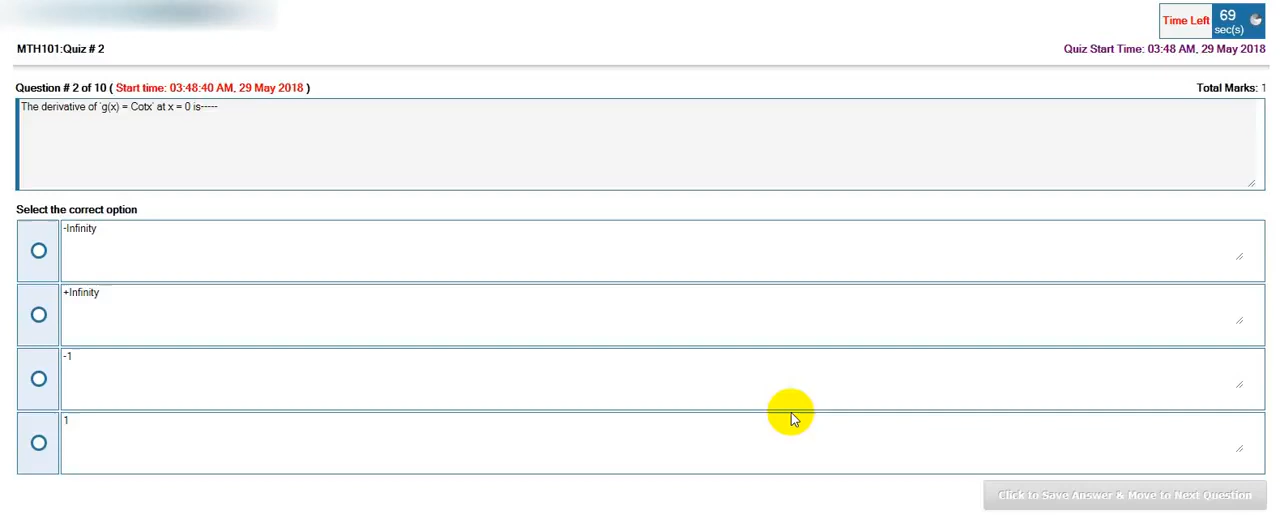 Time Left 69 sec(s)
MTH101:Quiz # 2
Quiz Start Time: 03:48 AM, 29 May 2018
Question # 2 of 10 ( Start time: 03:48:40 AM, 29 May 2018 )
Total Marks: 1
The derivative of `g(x) = Cotx' at x = 0 is-----
Select the correct option
-Infinity
+Infinity
-1
1
Click to Save Answer & Move to Next Question